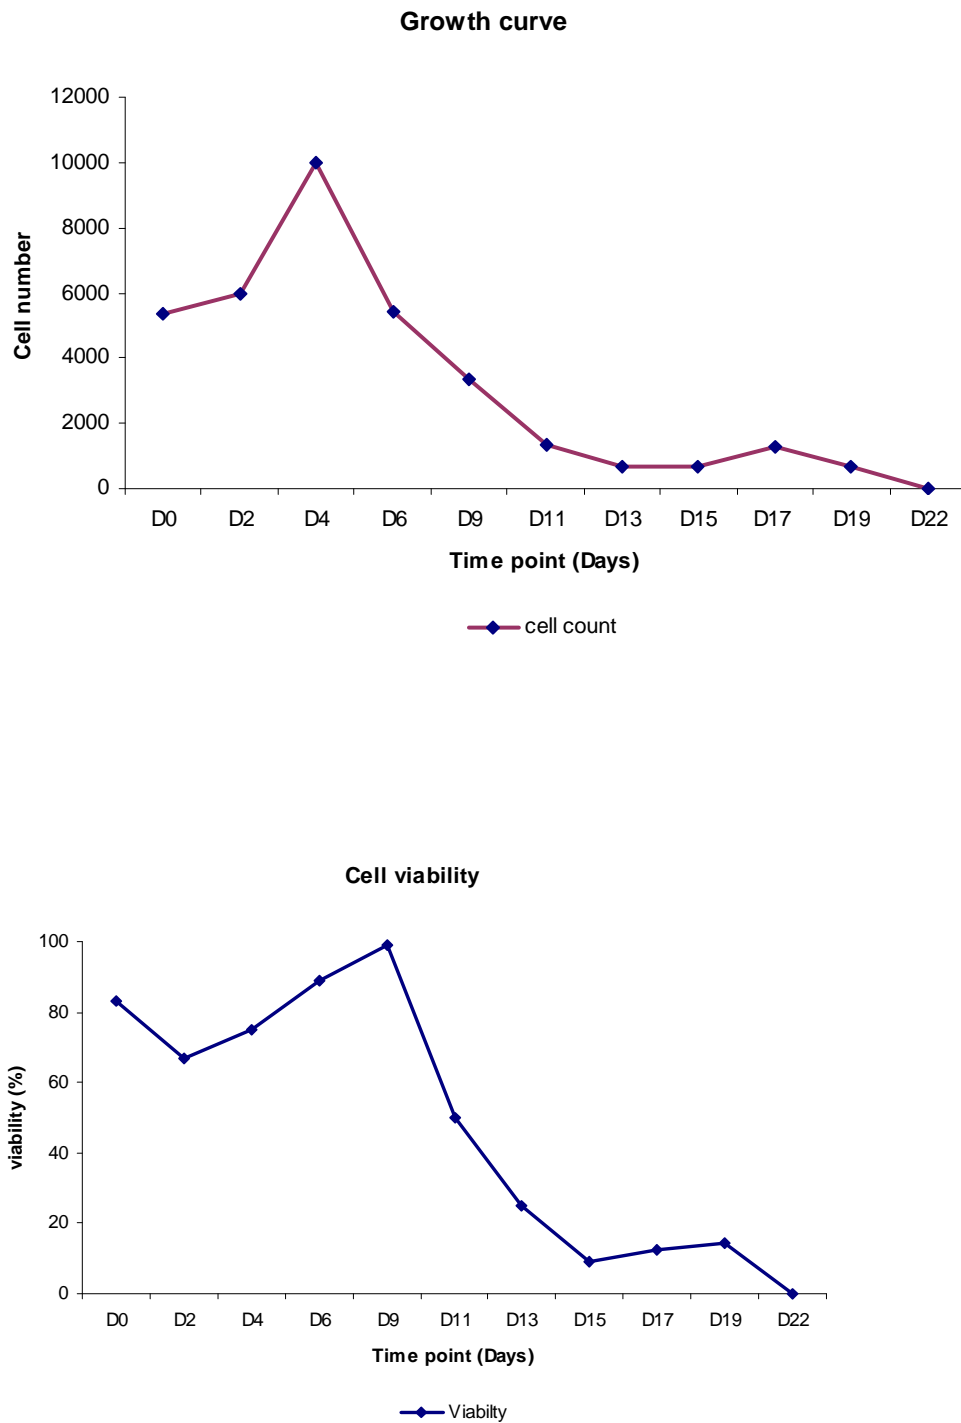 Growth curve
12000
10000
8000
6000
4000
2000
0
Cell number
D0 D2 D4 D6 D9 D11 D13 D15 D17 D19 D22
Time point (Days)
cell count
Cell viability
100
80
60
40
20
0
viability (%)
D0 D2 D4 D6 D9 D11 D13 D15 D17 D19 D22
Time point (Days)
Viabilty